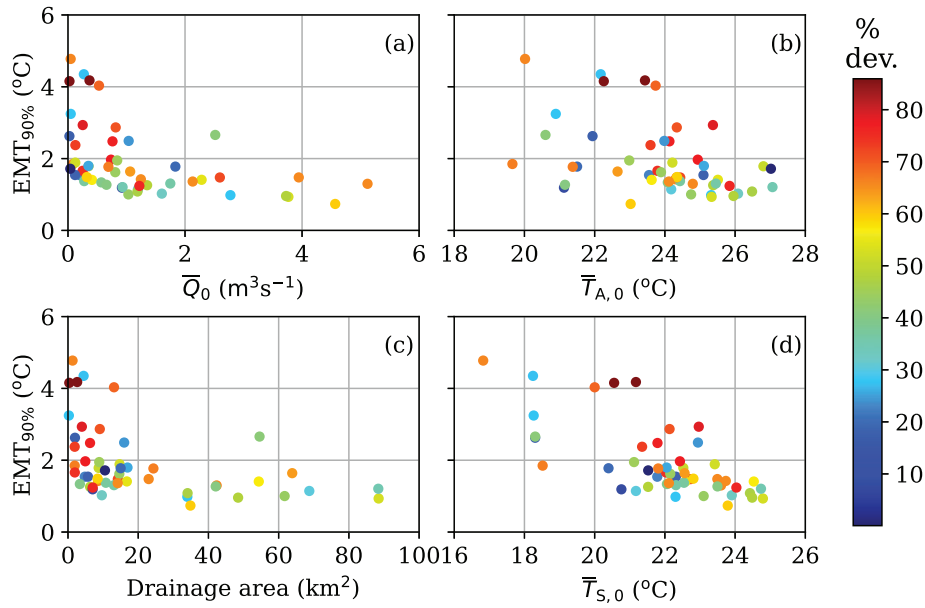 %
dev.
6
4
2
0
EMT90% (°C)
(a)
0 2 4 6
Q̅0 (m³s⁻¹)
(b)
18 20 22 24 26 28
T̿A, 0 (°C)
80
70
60
50
40
30
20
10
6
4
2
0
EMT90% (°C)
(c)
0 20 40 60 80 100
Drainage area (km²)
(d)
16 18 20 22 24 26
T̿S, 0 (°C)